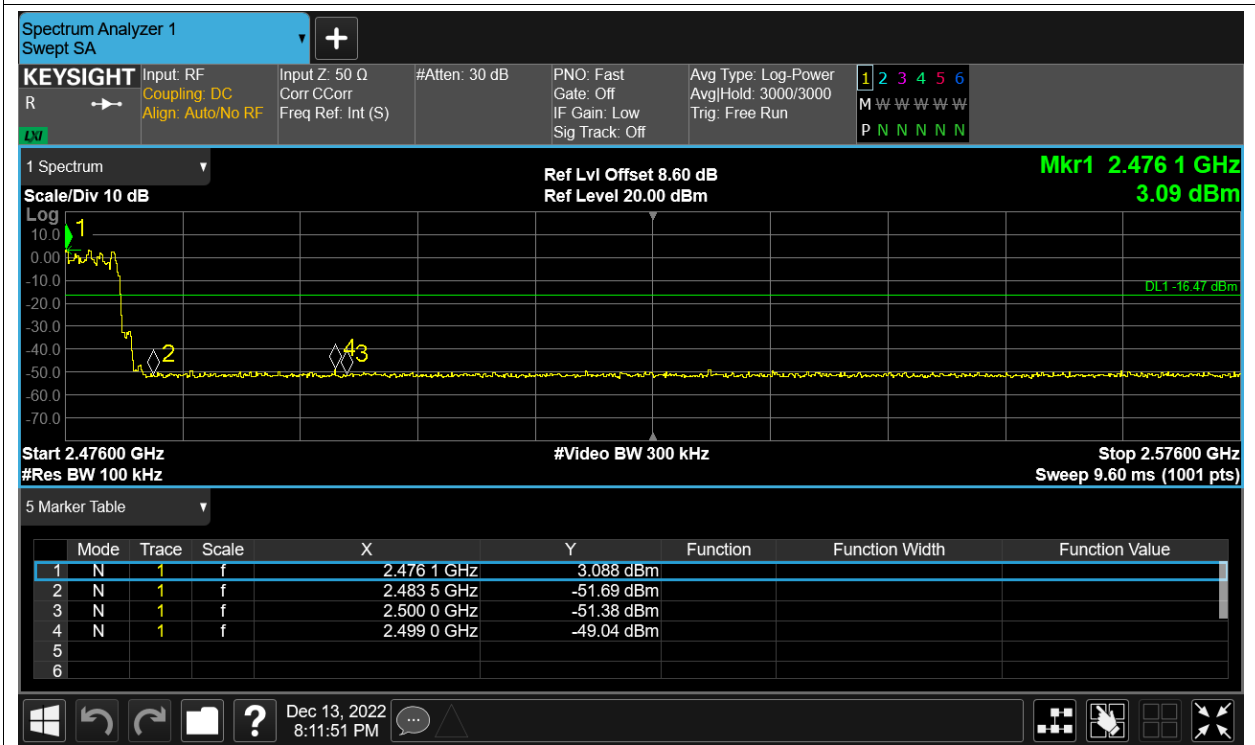 Spectrum Analyzer 1
Swept SA
+
KEYSIGHT
R
LXI
Input: RF
Coupling: DC
Align: Auto/No RF
Input Z: 50 Ω
Corr CCorr
Freq Ref: Int (S)
#Atten: 30 dB
PNO: Fast
Gate: Off
IF Gain: Low
Sig Track: Off
Avg Type: Log-Power
Avg|Hold: 3000/3000
Trig: Free Run
1 2 3 4 5 6
M W W W W W
P N N N N N
1 Spectrum
Scale/Div 10 dB
Ref Lvl Offset 8.60 dB
Ref Level 20.00 dBm
Mkr1 2.476 1 GHz
3.09 dBm
Log
10.0
0.00
-10.0
-20.0
-30.0
-40.0
-50.0
-60.0
-70.0
1
2
4
3
DL1 -16.47 dBm
Start 2.47600 GHz
#Video BW 300 kHz
Stop 2.57600 GHz
#Res BW 100 kHz
Sweep 9.60 ms (1001 pts)
5 Marker Table
Mode Trace Scale X Y Function Function Width Function Value
1 N 1 f 2.476 1 GHz 3.088 dBm
2 N 1 f 2.483 5 GHz -51.69 dBm
3 N 1 f 2.500 0 GHz -51.38 dBm
4 N 1 f 2.499 0 GHz -49.04 dBm
5
6
?
Dec 13, 2022
8:11:51 PM